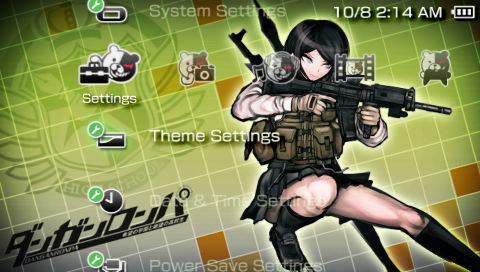 System Settings
10/8 2:14 AM
Settings
Theme Settings
Date & Time Settings
ダンガンロンパ
DANGANRONPA
希望の学園と絶望の高校生
Power Save Settings